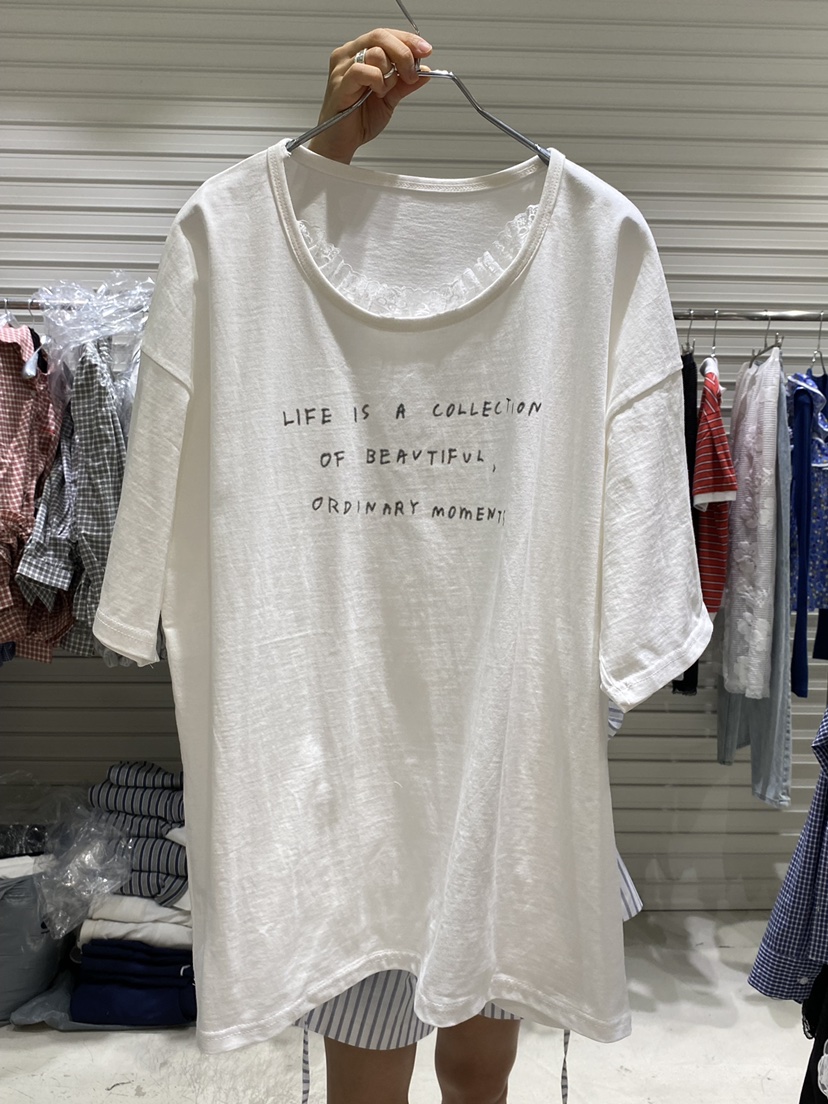 LIFE IS A COLLECTION
OF BEAUTIFUL,
ORDINARY MOMENTS